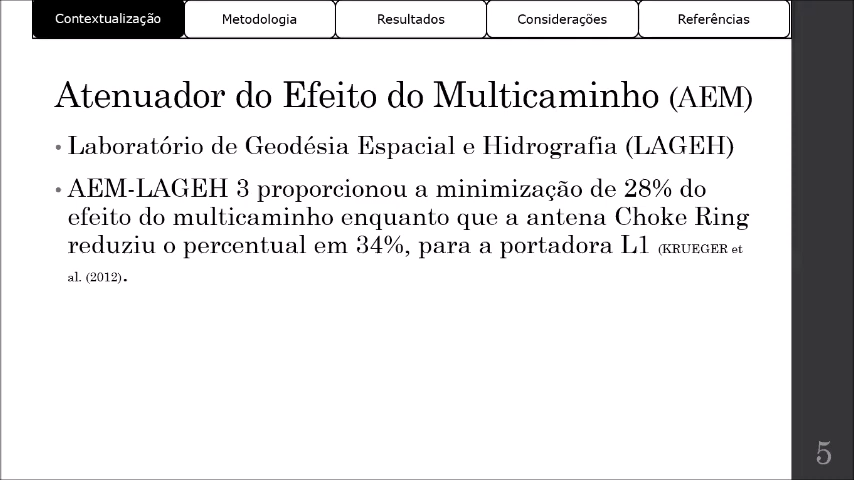 Contextualização Metodologia Resultados Considerações Referências
Atenuador do Efeito do Multicaminho (AEM)
• Laboratório de Geodésia Espacial e Hidrografia (LAGEH)
• AEM-LAGEH 3 proporcionou a minimização de 28% do
efeito do multicaminho enquanto que a antena Choke Ring
reduziu o percentual em 34%, para a portadora L1 (KRUEGER et
al. (2012).
5